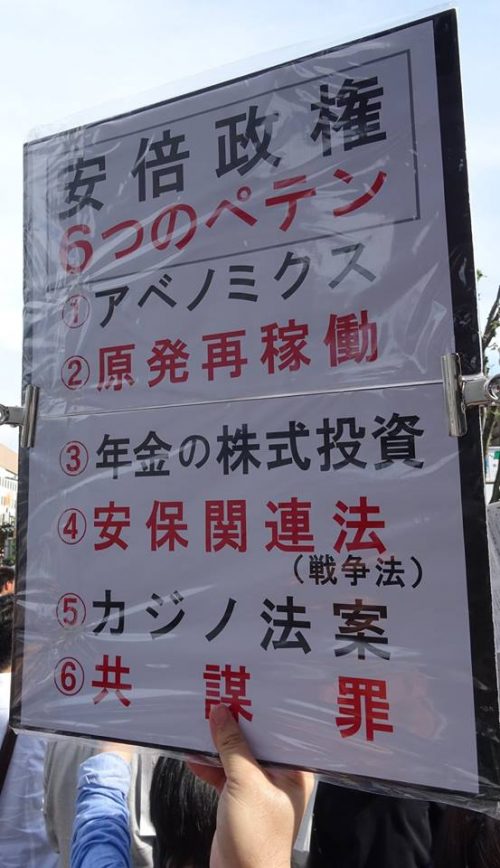 安倍政権
6つのペテン
①アベノミクス
②原発再稼働
③年金の株式投資
④安保関連法
（戦争法）
⑤カジノ法案
⑥共謀罪